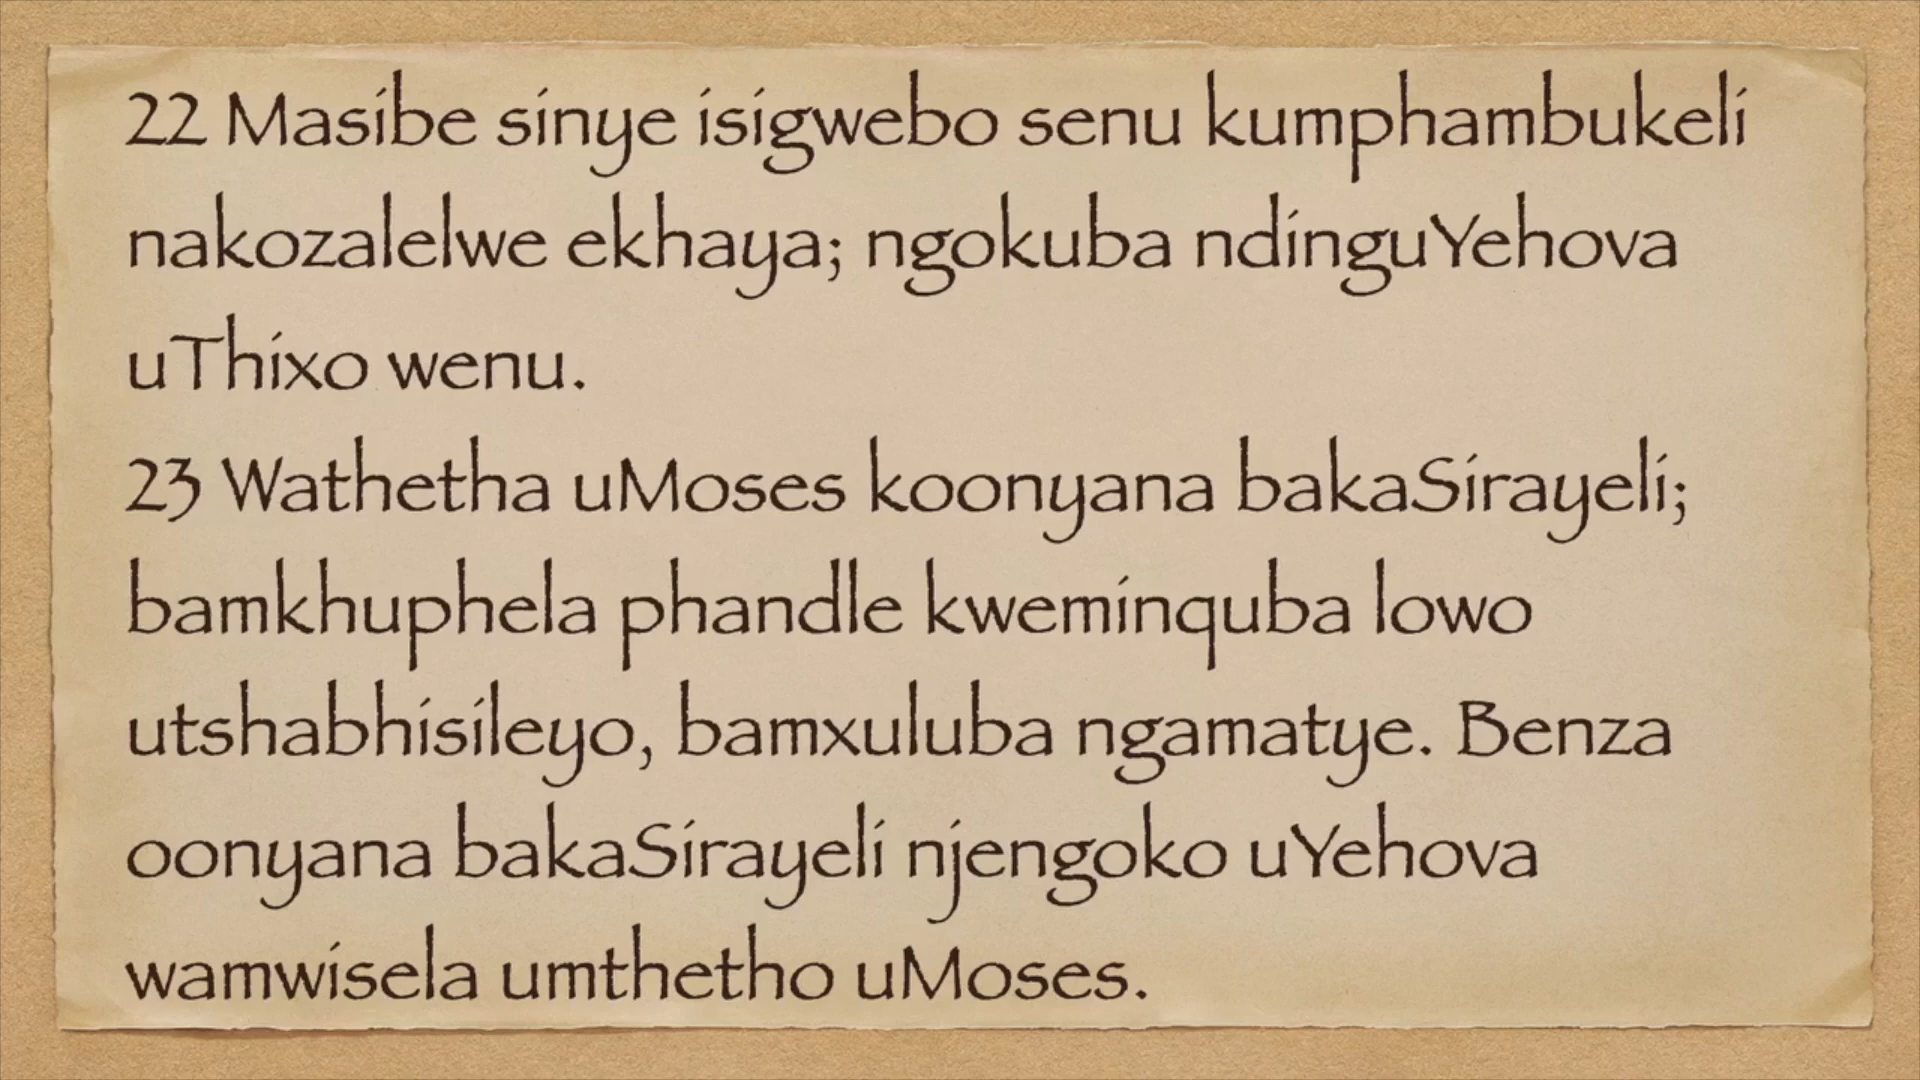 22 Masibe sinye isigwebo senu kumphambukeli
nakozalelwe ekhaya; ngokuba ndinguYehova
uThixo wenu.
23 Wathetha uMoses koonyana bakaSirayeli;
bamkhuphela phandle kweminquba lowo
utshabhisileyo, bamxuluba ngamatye. Benza
oonyana bakaSirayeli njengoko uYehova
wamwisela umthetho uMoses.